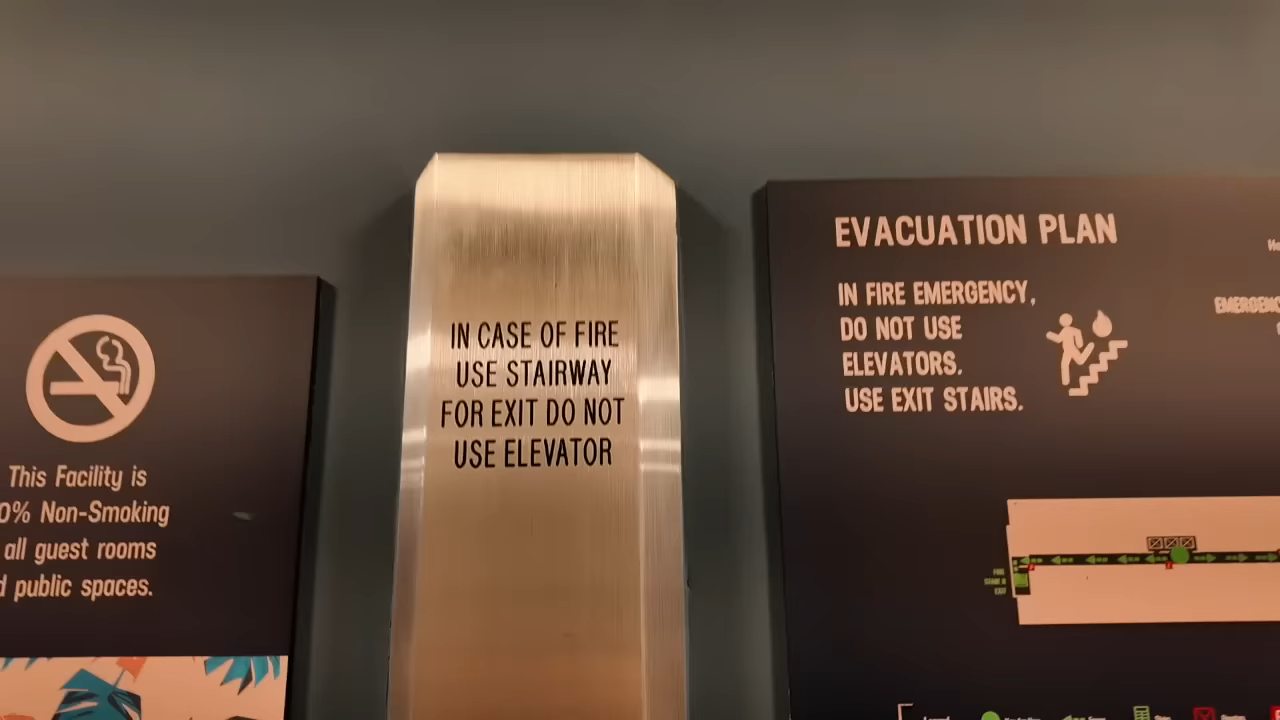 This Facility is
0% Non-Smoking
all guest rooms
public spaces.
IN CASE OF FIRE
USE STAIRWAY
FOR EXIT DO NOT
USE ELEVATOR
EVACUATION PLAN
IN FIRE EMERGENCY,
DO NOT USE
ELEVATORS.
USE EXIT STAIRS.